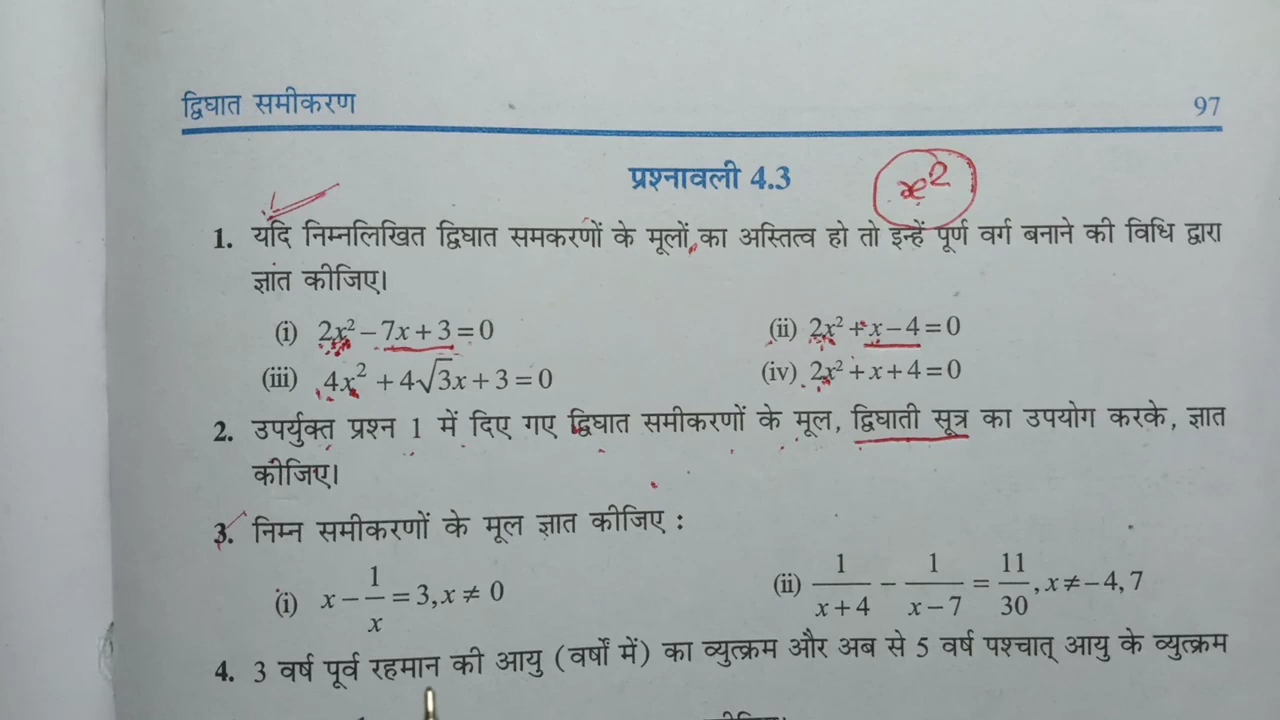 द्विघात समीकरण 97
प्रश्नावली 4.3 x²
1. यदि निम्नलिखित द्विघात समकरणों के मूलों का अस्तित्व हो तो इन्हें पूर्ण वर्ग बनाने की विधि द्वारा
ज्ञात कीजिए।
(i) 2x² – 7x + 3 = 0 (ii) 2x² + x – 4 = 0
(iii) 4x² + 4√3x + 3 = 0 (iv) 2x² + x + 4 = 0
2. उपर्युक्त प्रश्न 1 में दिए गए द्विघात समीकरणों के मूल, द्विघाती सूत्र का उपयोग करके, ज्ञात
कीजिए।
3. निम्न समीकरणों के मूल ज्ञात कीजिए :
(i) x – 1/x = 3, x ≠ 0 (ii) 1/(x + 4) – 1/(x – 7) = 11/30, x ≠ – 4, 7
4. 3 वर्ष पूर्व रहमान की आयु (वर्षों में) का व्युत्क्रम और अब से 5 वर्ष पश्चात् आयु के व्युत्क्रम